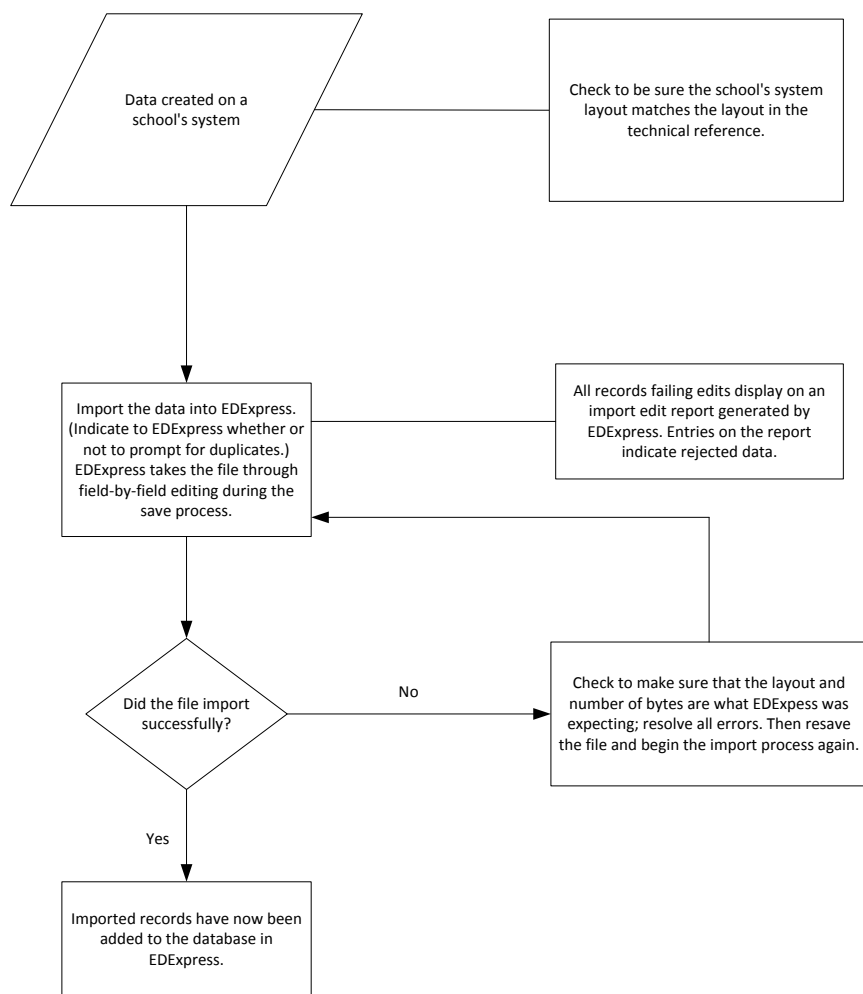 Data created on a
school's system
Check to be sure the school's system
layout matches the layout in the
technical reference.
Import the data into EDExpress.
(Indicate to EDExpress whether or
not to prompt for duplicates.)
EDExpress takes the file through
field-by-field editing during the
save process.
All records failing edits display on an
import edit report generated by
EDExpress. Entries on the report
indicate rejected data.
Did the file import
successfully?
No
Check to make sure that the layout and
number of bytes are what EDExpess was
expecting; resolve all errors. Then resave
the file and begin the import process again.
Yes
Imported records have now been
added to the database in
EDExpress.